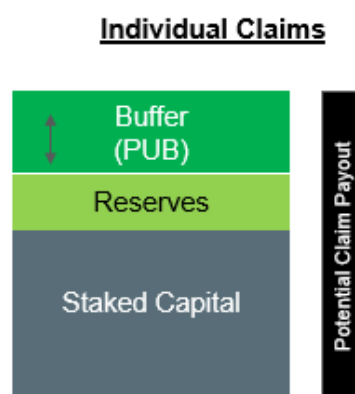 Individual Claims
Buffer
(PUB)
Reserves
Staked Capital
Potential Claim Payout